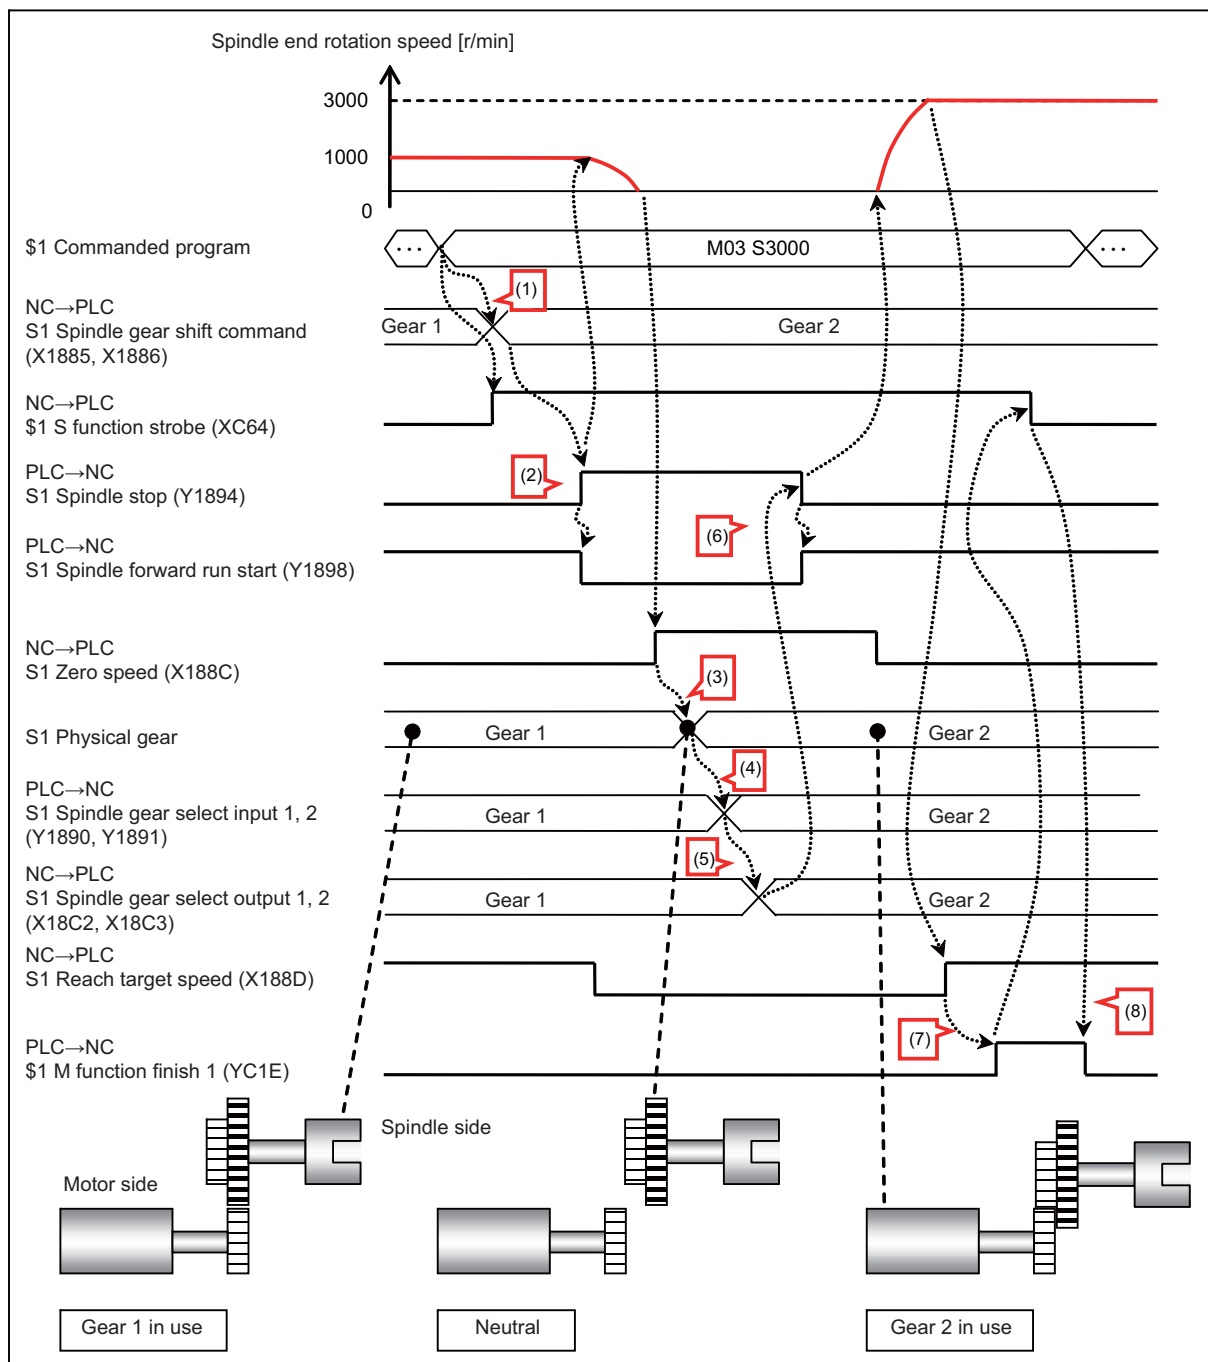 Spindle end rotation speed [r/min]
3000
1000
0
$1 Commanded program
··· M03 S3000 ···
(1)
NC→PLC
S1 Spindle gear shift command
(X1885, X1886)
Gear 1 Gear 2
NC→PLC
$1 S function strobe (XC64)
PLC→NC
S1 Spindle stop (Y1894)
(2)
(6)
PLC→NC
S1 Spindle forward run start (Y1898)
NC→PLC
S1 Zero speed (X188C)
(3)
S1 Physical gear
Gear 1 Gear 2
(4)
PLC→NC
S1 Spindle gear select input 1, 2
(Y1890, Y1891)
Gear 1 Gear 2
(5)
NC→PLC
S1 Spindle gear select output 1, 2
(X18C2, X18C3)
Gear 1 Gear 2
NC→PLC
S1 Reach target speed (X188D)
(7)
(8)
PLC→NC
$1 M function finish 1 (YC1E)
Spindle side
Motor side
Gear 1 in use
Neutral
Gear 2 in use